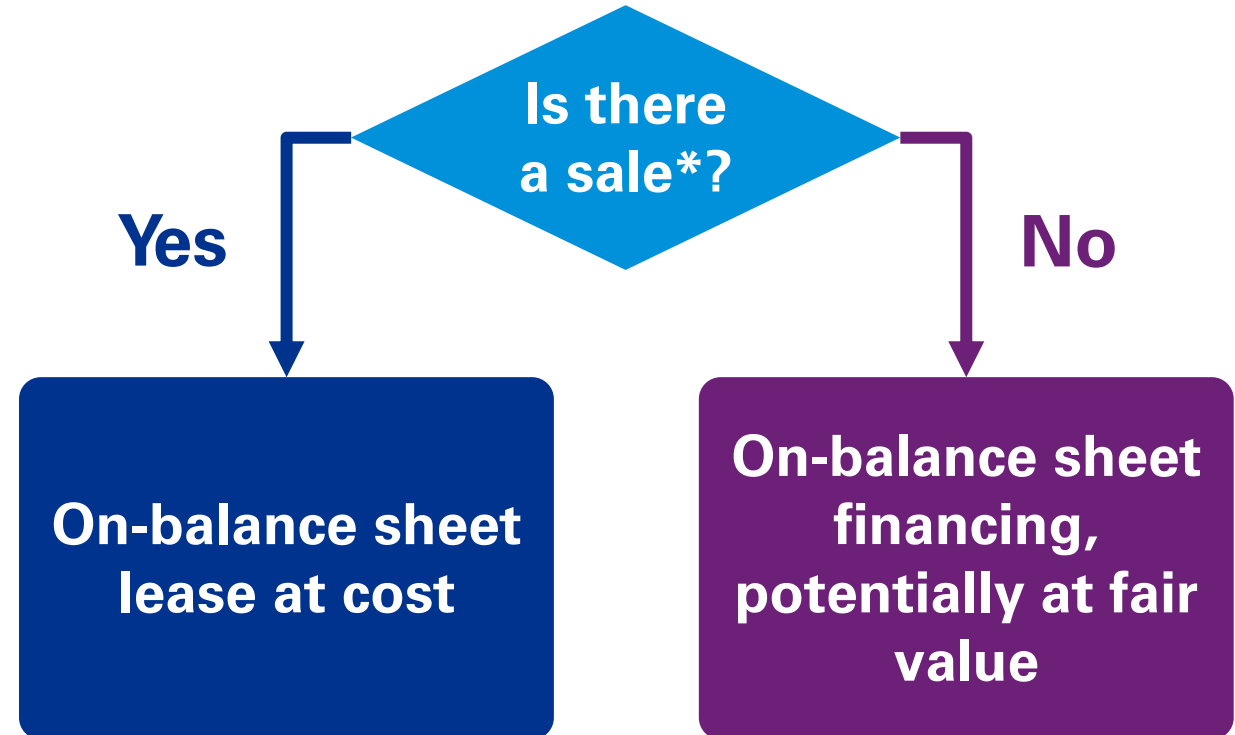 Is there
a sale*?
Yes
No
On-balance sheet
lease at cost
On-balance sheet
financing,
potentially at fair
value